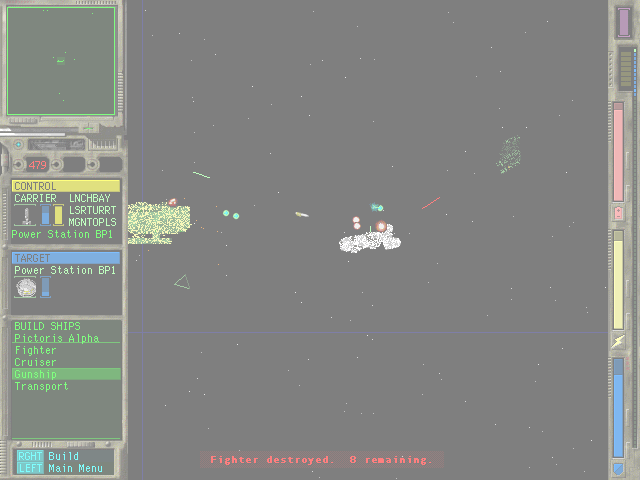 479
CONTROL
CARRIER LNCHBAY
LSRTURRT
MGNTOPLS
Power Station BP1
TARGET
Power Station BP1
BUILD SHIPS
Pictoris Alpha
Fighter
Cruiser
Gunship
Transport
RGHT Build
LEFT Main Menu
Fighter destroyed. 8 remaining.